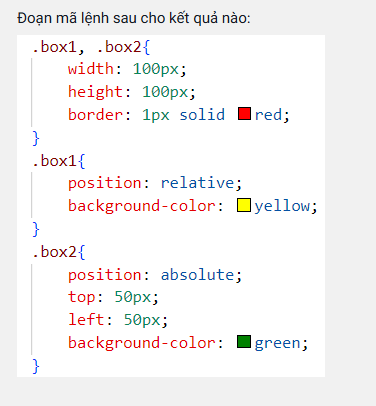 Đoạn mã lệnh sau cho kết quả nào:
.box1, .box2{
    width: 100px;
    height: 100px;
    border: 1px solid red;
}
.box1{
    position: relative;
    background-color: yellow;
}
.box2{
    position: absolute;
    top: 50px;
    left: 50px;
    background-color: green;
}